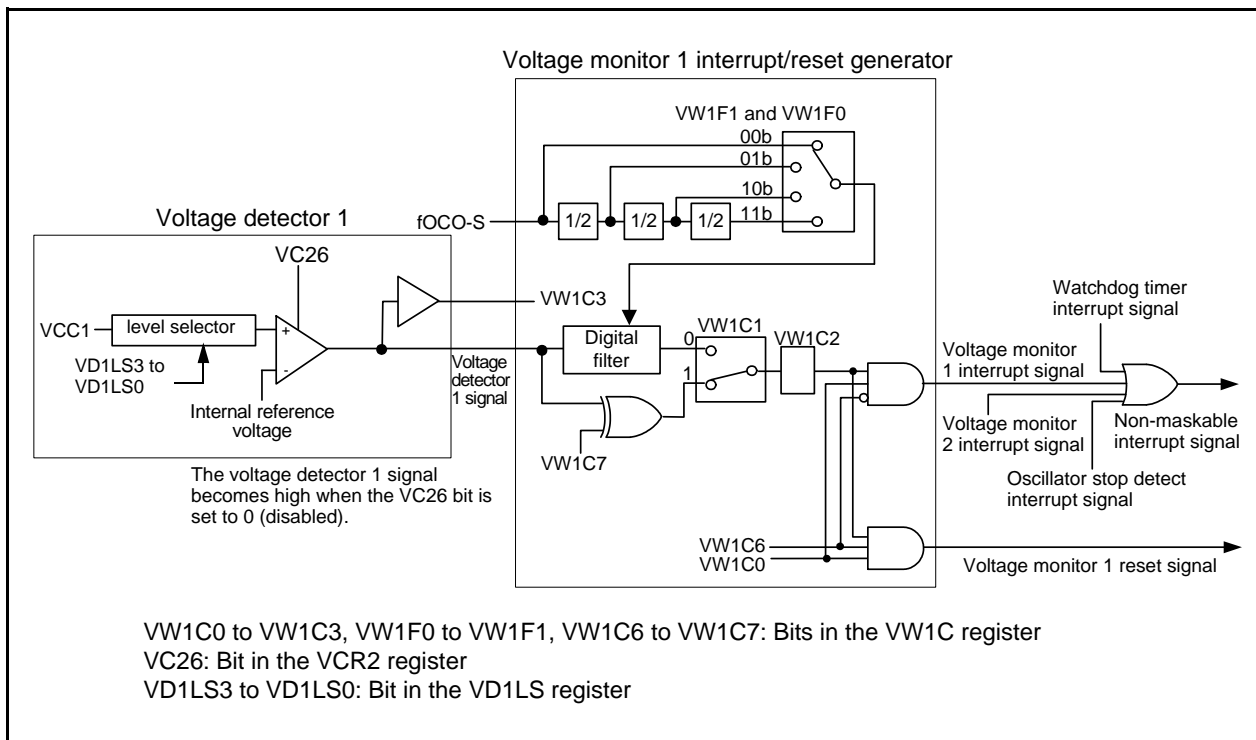 Voltage monitor 1 interrupt/reset generator
VW1F1 and VW1F0
00b
01b
10b
11b
fOCO-S
1/2
1/2
1/2
Voltage detector 1
VC26
VW1C3
VCC1
level selector
+
-
VD1LS3 to
VD1LS0
Internal reference
voltage
Voltage
detector
1 signal
Digital
filter
0
1
VW1C1
VW1C2
VW1C7
The voltage detector 1 signal
becomes high when the VC26 bit is
set to 0 (disabled).
Watchdog timer
interrupt signal
Voltage monitor
1 interrupt signal
Voltage monitor
2 interrupt signal
Non-maskable
interrupt signal
Oscillator stop detect
interrupt signal
VW1C6
VW1C0
Voltage monitor 1 reset signal
VW1C0 to VW1C3, VW1F0 to VW1F1, VW1C6 to VW1C7: Bits in the VW1C register
VC26: Bit in the VCR2 register
VD1LS3 to VD1LS0: Bit in the VD1LS register